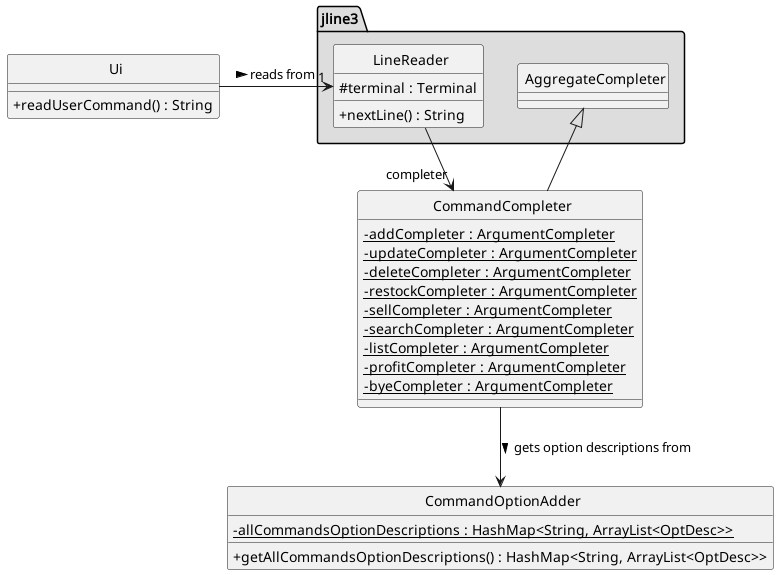 jline3
LineReader
#terminal : Terminal
+nextLine() : String
AggregateCompleter
Ui
+readUserCommand() : String
reads from
1
completer
CommandCompleter
-addCompleter : ArgumentCompleter
-updateCompleter : ArgumentCompleter
-deleteCompleter : ArgumentCompleter
-restockCompleter : ArgumentCompleter
-sellCompleter : ArgumentCompleter
-searchCompleter : ArgumentCompleter
-listCompleter : ArgumentCompleter
-profitCompleter : ArgumentCompleter
-byeCompleter : ArgumentCompleter
gets option descriptions from
CommandOptionAdder
-allCommandsOptionDescriptions : HashMap<String, ArrayList<OptDesc>>
+getAllCommandsOptionDescriptions() : HashMap<String, ArrayList<OptDesc>>